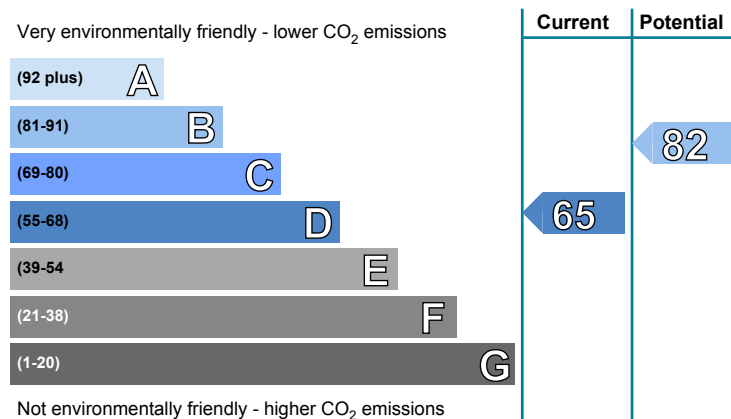 Very environmentally friendly - lower CO2 emissions
Current
Potential
(92 plus) A
(81-91) B
(69-80) C
(55-68) D
(39-54 E
(21-38) F
(1-20) G
65
82
Not environmentally friendly - higher CO2 emissions